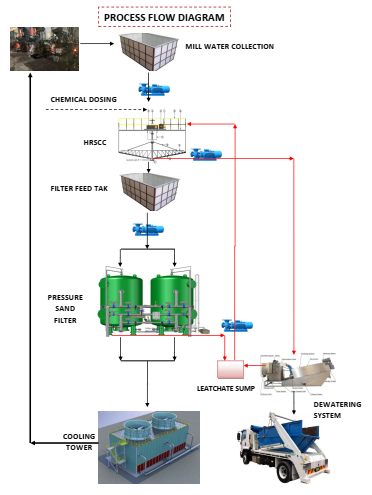 PROCESS FLOW DIAGRAM
MILL WATER COLLECTION
CHEMICAL DOSING
HRSCC
FILTER FEED TAK
PRESSURE
SAND
FILTER
LEATCHATE SUMP
DEWATERING
SYSTEM
COOLING
TOWER